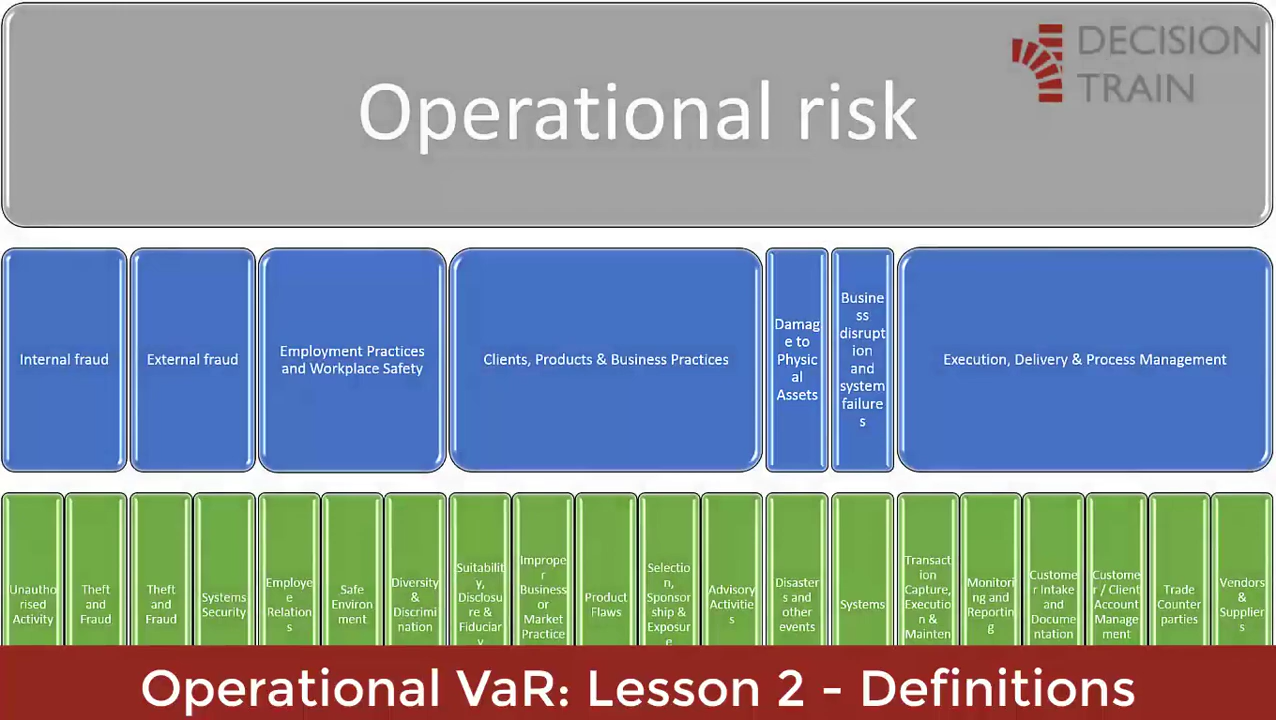 DECISION
TRAIN
Operational risk
Internal fraud
External fraud
Employment Practices
and Workplace Safety
Clients, Products & Business Practices
Damag
e to
Physic
al
Assets
Busine
ss
disrupt
ion
and
system
failure
s
Execution, Delivery & Process Management
Unautho
rised
Activity
Theft
and
Fraud
Theft
and
Fraud
Systems
Security
Employe
e
Relation
s
Safe
Environ
ment
Diversity
&
Discrimi
nation
Suitabilit
y,
Disclosu
re &
Fiduciar
y
Imprope
r
Business
or
Market
Practice
Product
Flaws
Selectio
n,
Sponsor
ship &
Exposur
e
Advisory
Activitie
s
Disaster
s and
other
events
Systems
Transact
ion
Capture,
Executio
n &
Mainten
Monitori
ng and
Reportin
g
Custome
r Intake
and
Docume
ntation
Custome
r / Client
Account
Manage
ment
Trade
Counter
parties
Vendors
&
Supplier
s
Operational VaR: Lesson 2 - Definitions